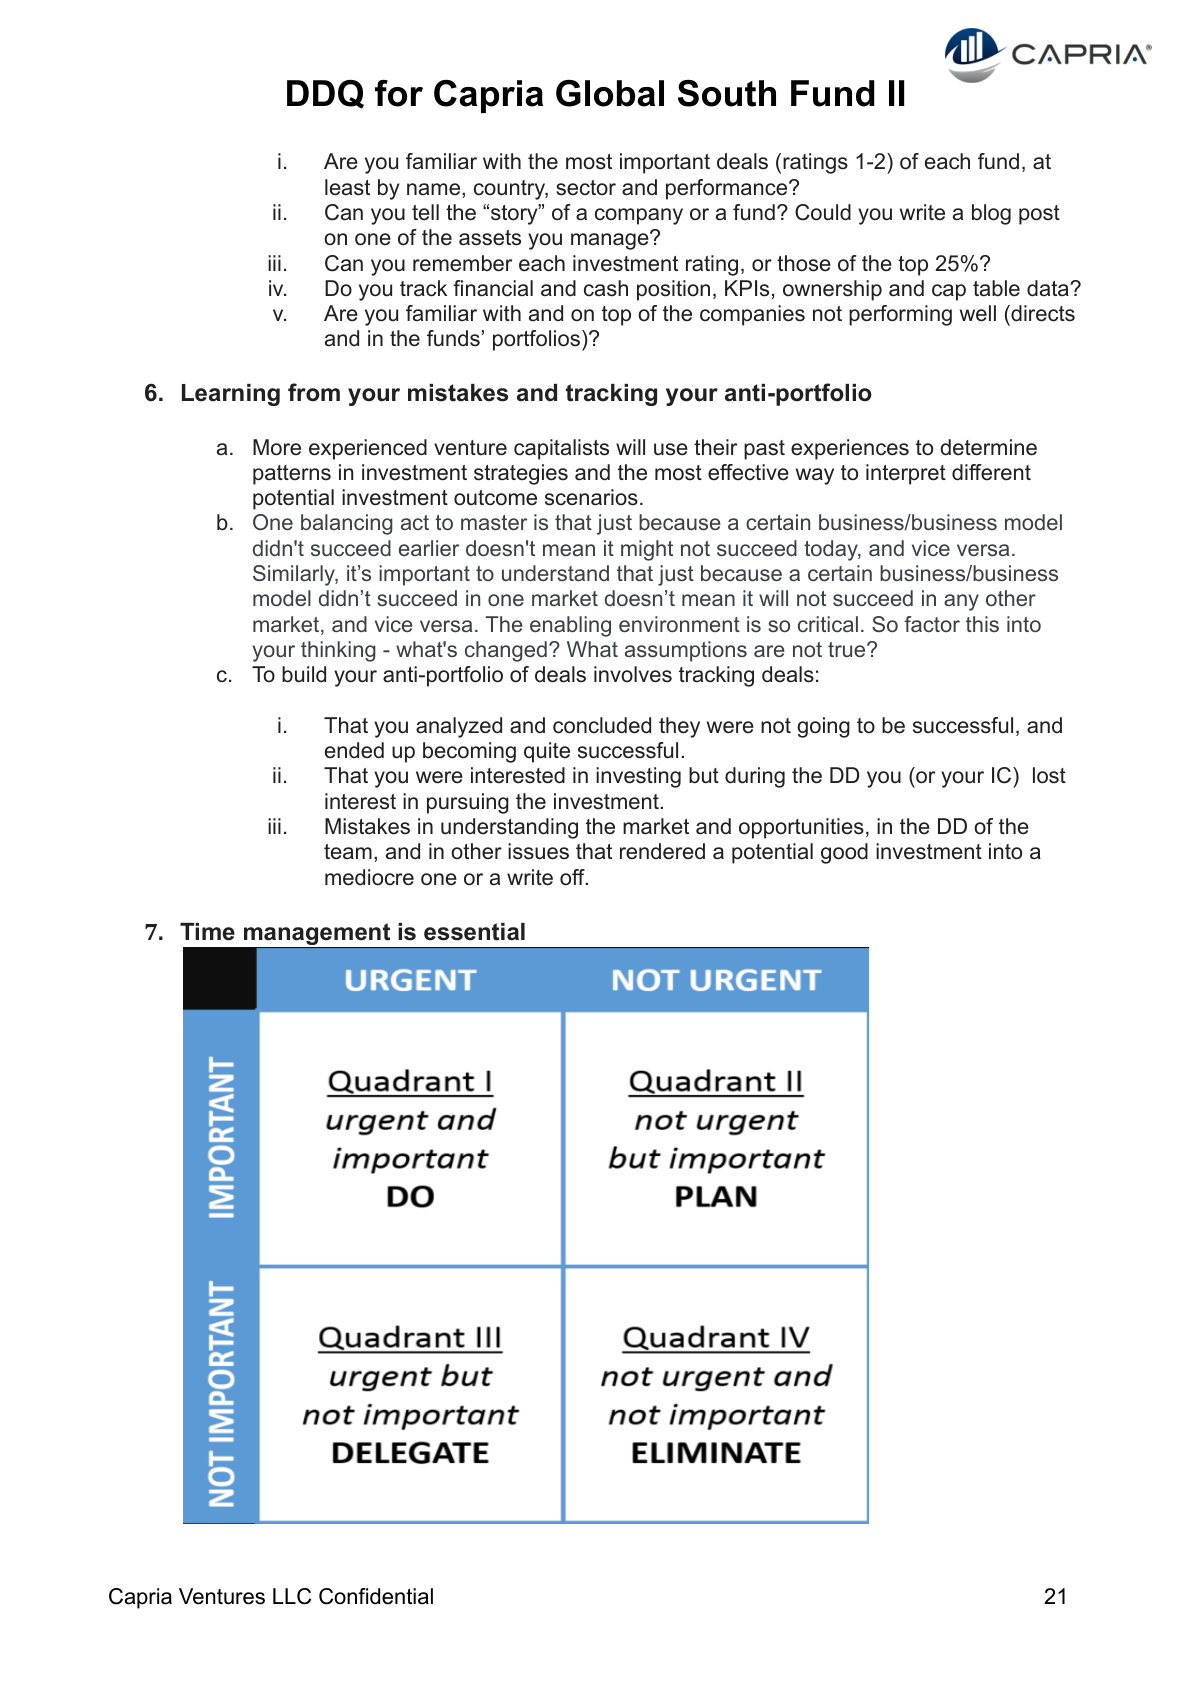 CAPRIA®
DDQ for Capria Global South Fund II
i. Are you familiar with the most important deals (ratings 1-2) of each fund, at
least by name, country, sector and performance?
ii. Can you tell the “story” of a company or a fund? Could you write a blog post
on one of the assets you manage?
iii. Can you remember each investment rating, or those of the top 25%?
iv. Do you track financial and cash position, KPIs, ownership and cap table data?
v. Are you familiar with and on top of the companies not performing well (directs
and in the funds’ portfolios)?
6. Learning from your mistakes and tracking your anti-portfolio
a. More experienced venture capitalists will use their past experiences to determine
patterns in investment strategies and the most effective way to interpret different
potential investment outcome scenarios.
b. One balancing act to master is that just because a certain business/business model
didn't succeed earlier doesn't mean it might not succeed today, and vice versa.
Similarly, it’s important to understand that just because a certain business/business
model didn’t succeed in one market doesn’t mean it will not succeed in any other
market, and vice versa. The enabling environment is so critical. So factor this into
your thinking - what's changed? What assumptions are not true?
c. To build your anti-portfolio of deals involves tracking deals:
i. That you analyzed and concluded they were not going to be successful, and
ended up becoming quite successful.
ii. That you were interested in investing but during the DD you (or your IC)  lost
interest in pursuing the investment.
iii. Mistakes in understanding the market and opportunities, in the DD of the
team, and in other issues that rendered a potential good investment into a
mediocre one or a write off.
7. Time management is essential
URGENT NOT URGENT
IMPORTANT
Quadrant I
urgent and
important
DO
Quadrant II
not urgent
but important
PLAN
NOT IMPORTANT
Quadrant III
urgent but
not important
DELEGATE
Quadrant IV
not urgent and
not important
ELIMINATE
Capria Ventures LLC Confidential 21